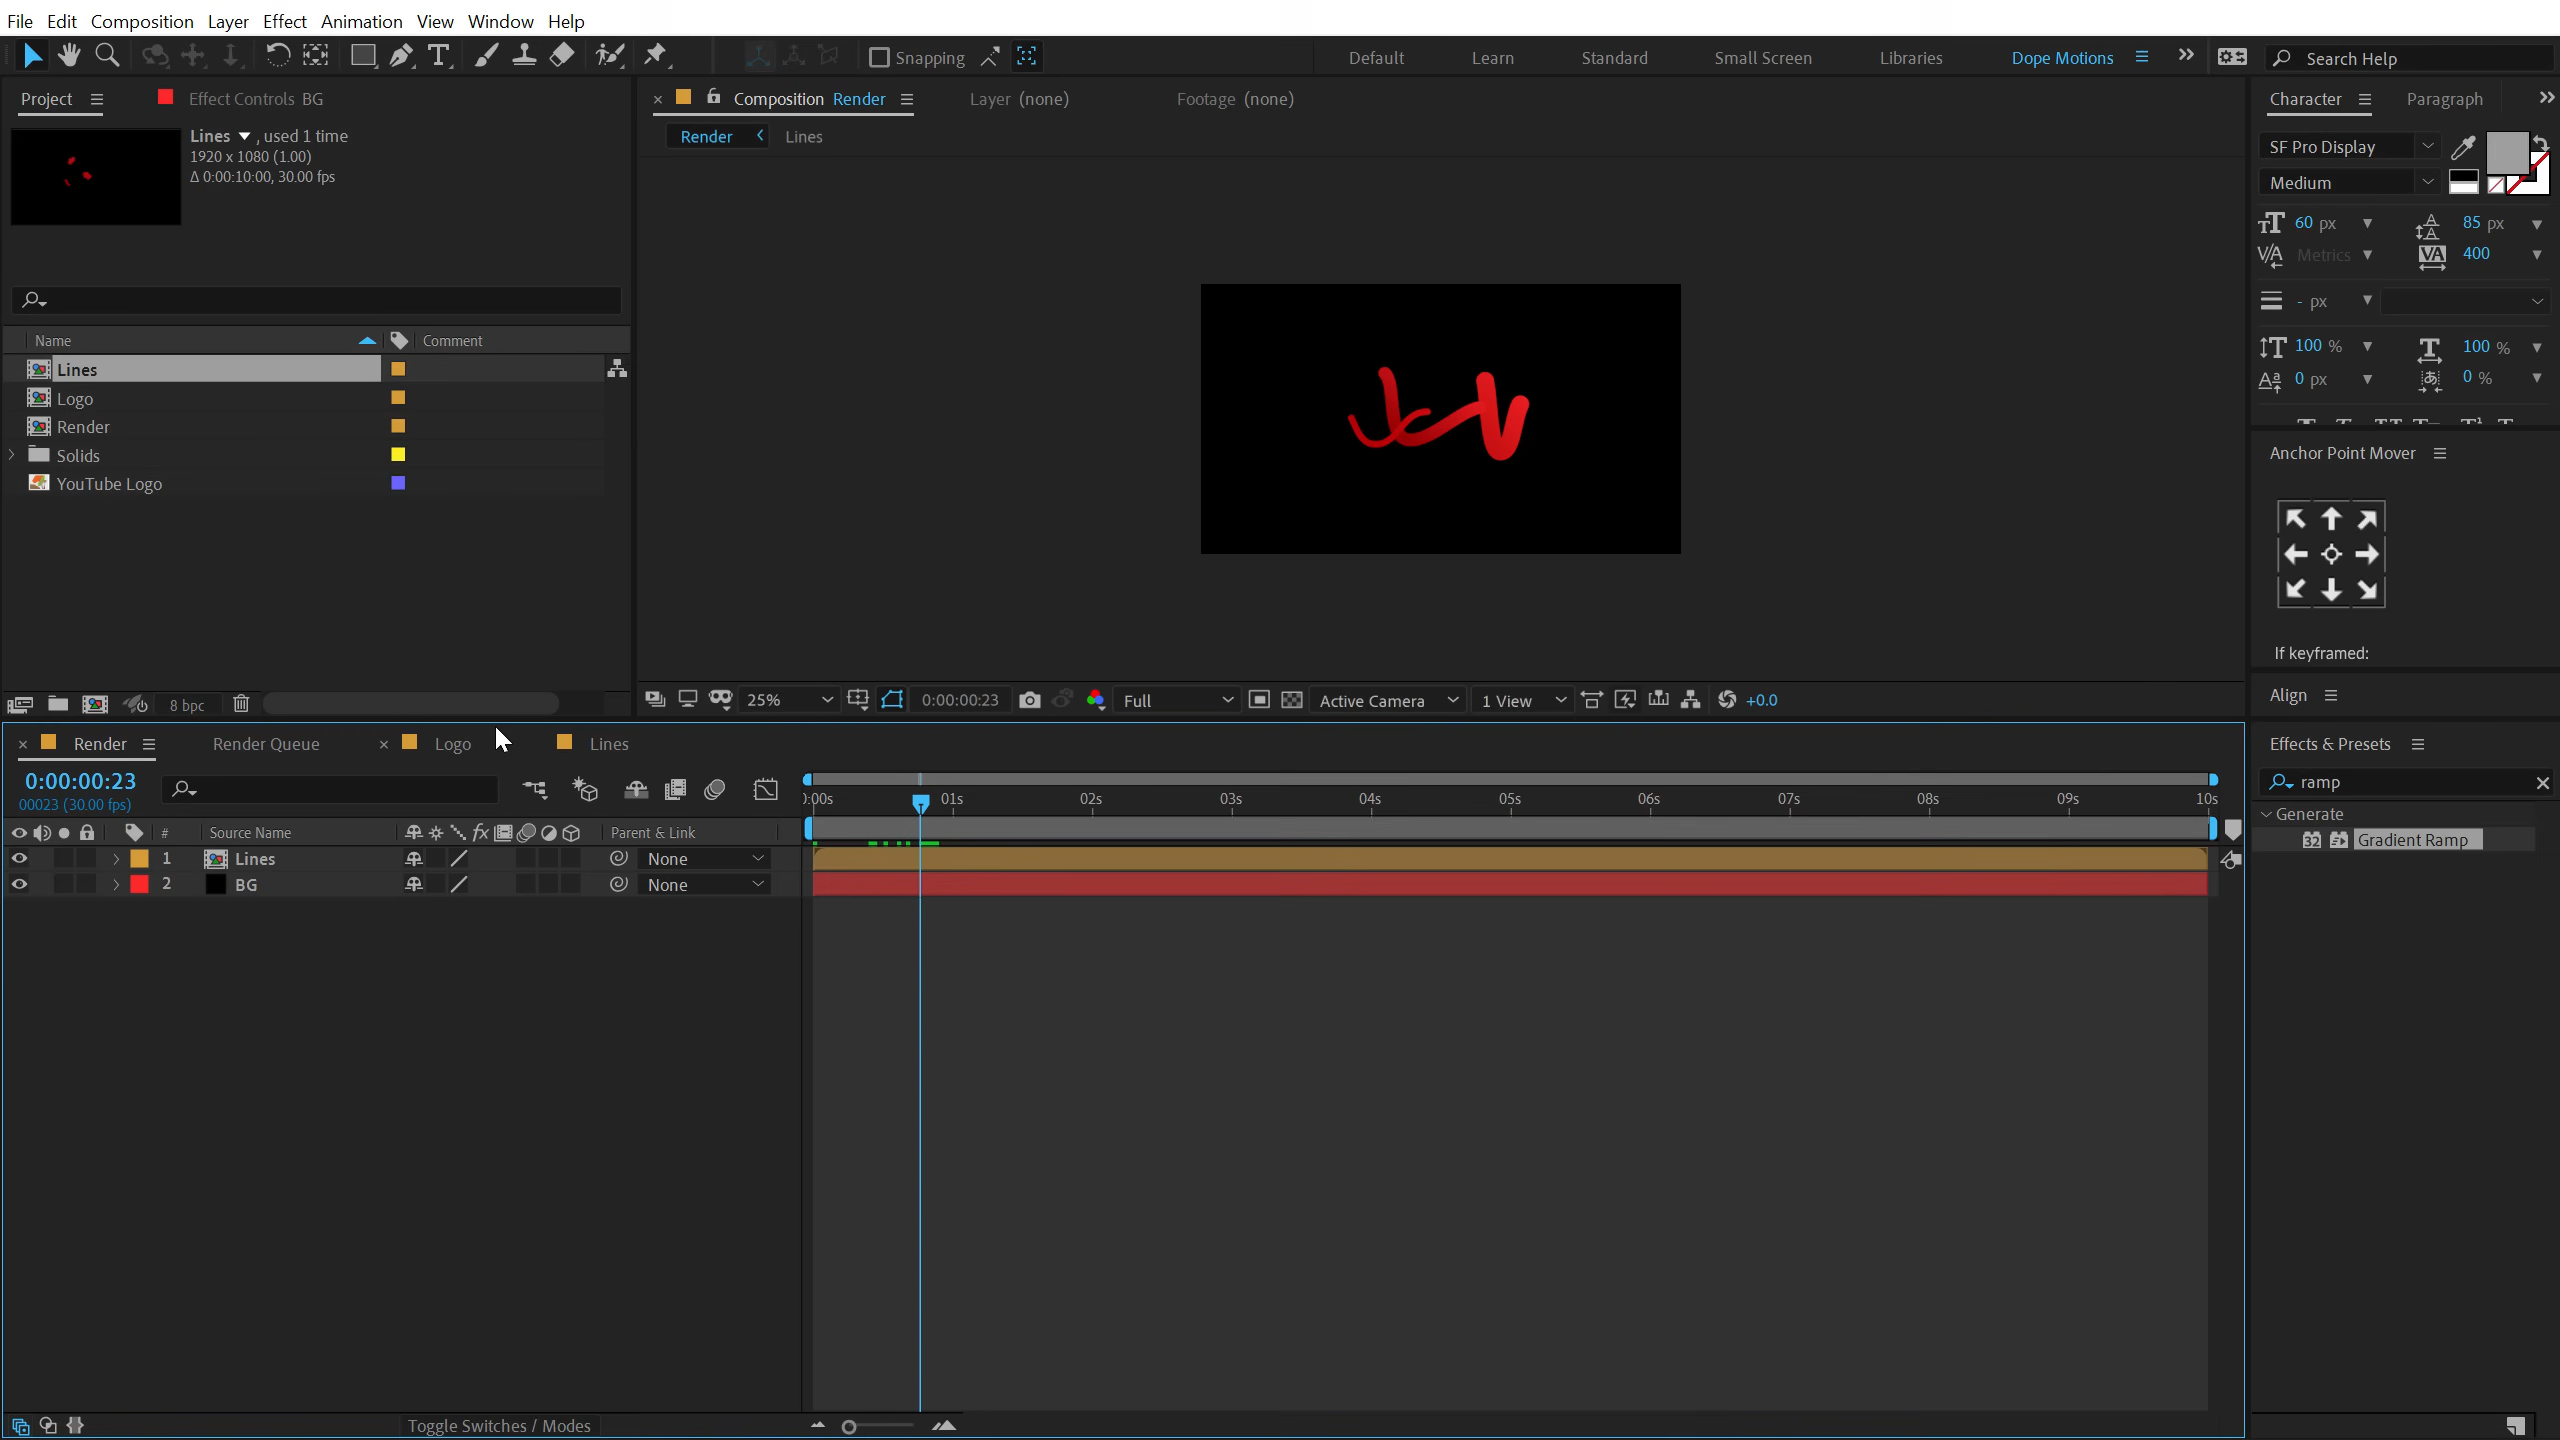 File Edit Composition Layer Effect Animation View Window Help
Snapping
Default Learn Standard Small Screen Libraries Dope Motions Search Help
Project Effect Controls BG
Composition Render Layer (none) Footage (none)
Render Lines
Lines , used 1 time
1920 x 1080 (1.00)
Δ 0:00:10:00, 30.00 fps
Name Comment
Lines
Logo
Render
Solids
YouTube Logo
8 bpc
25% 0:00:00:23 Full Active Camera 1 View +0.0
Character Paragraph
SF Pro Display
Medium
60 px 85 px
Metrics 400
- px
100 % 100 %
0 px 0 %
Anchor Point Mover
If keyframed:
Align
Render Render Queue Logo Lines
0:00:00:23
00023 (30.00 fps)
# Source Name Parent & Link
1 Lines None
2 BG None
:00s 01s 02s 03s 04s 05s 06s 07s 08s 09s 10s
Toggle Switches / Modes
Effects & Presets
ramp
Generate
32 Gradient Ramp